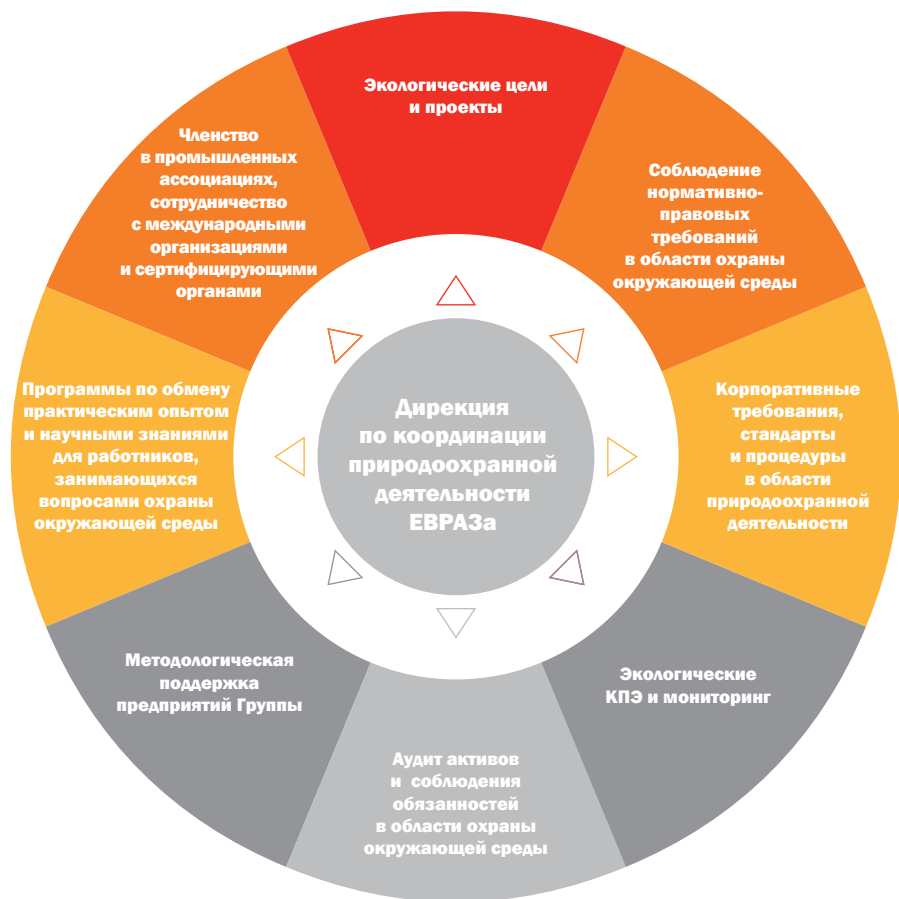 Экологические цели
и проекты
Соблюдение
нормативно-
правовых
требований
в области охраны
окружающей среды
Корпоративные
требования,
стандарты
и процедуры
в области
природоохранной
деятельности
Экологические
КПЭ и мониторинг
Аудит активов
и соблюдения
обязанностей
в области охраны
окружающей среды
Методологическая
поддержка
предприятий Группы
Программы по обмену
практическим опытом
и научными знаниями
для работников,
занимающихся
вопросами охраны
окружающей среды
Членство
в промышленных
ассоциациях,
сотрудничество
с международными
организациями
и сертифицирующими
органами
Дирекция
по координации
природоохранной
деятельности
ЕВРАЗа